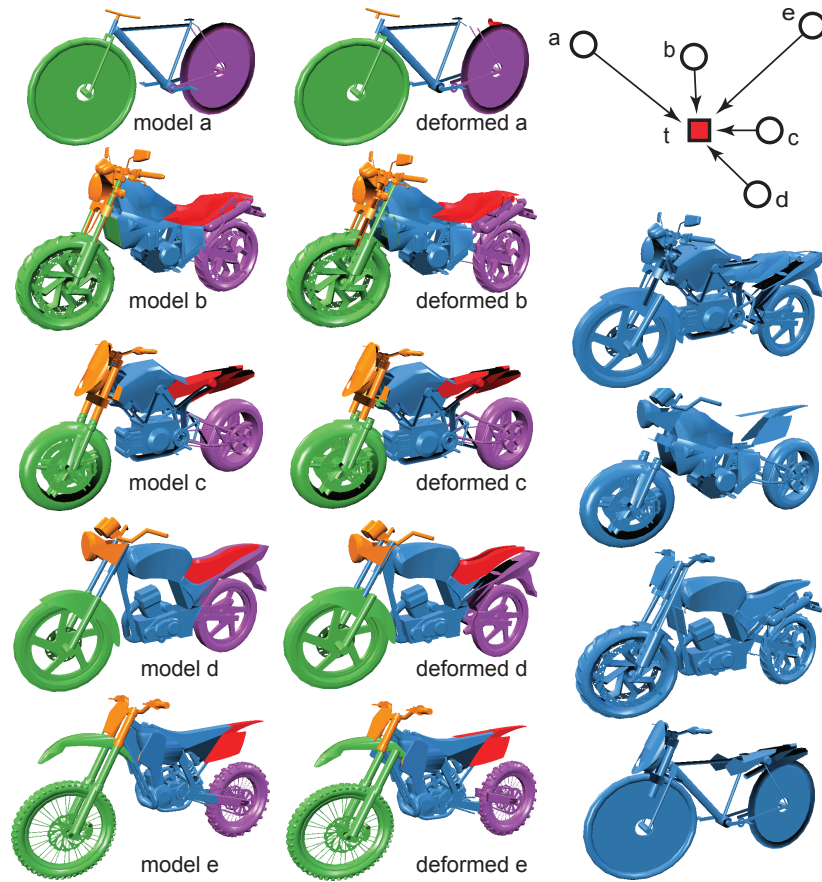 model a
deformed a
model b
deformed b
model c
deformed c
model d
deformed d
model e
deformed e
a
b
e
t
c
d